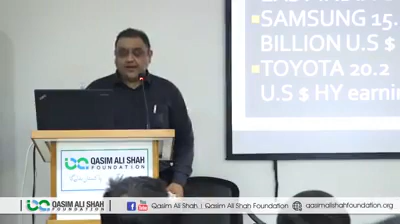 ▪SAMSUNG 15.
BILLION U.S $
▪TOYOTA 20.2
U.S $ HY earnin
QASIM ALI SHAH
FOUNDATION
QASIM ALI SHAH
FOUNDATION
Qasim Ali Shah | Qasim Ali Shah Foundation
qasimalishahfoundation.org